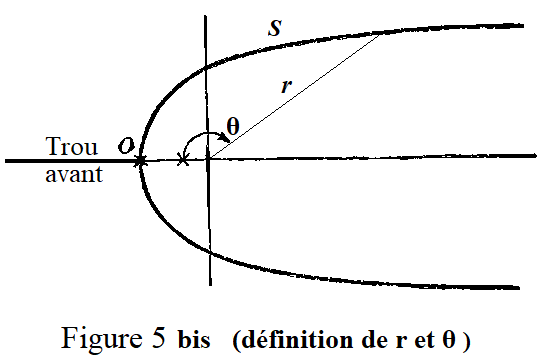 S
r
θ
Trou O
avant
Figure 5 bis (définition de r et θ )